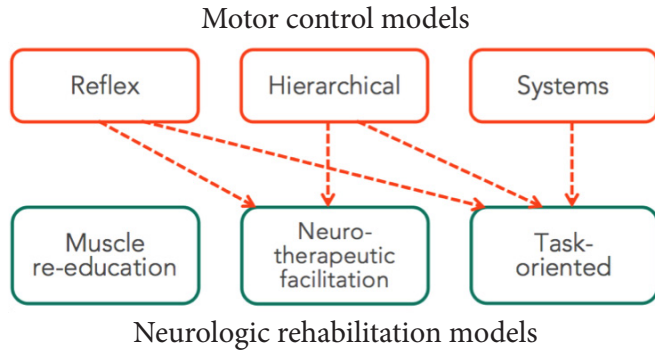 Motor control models
Reflex
Hierarchical
Systems
Muscle
re-education
Neuro-
therapeutic
facilitation
Task-
oriented
Neurologic rehabilitation models